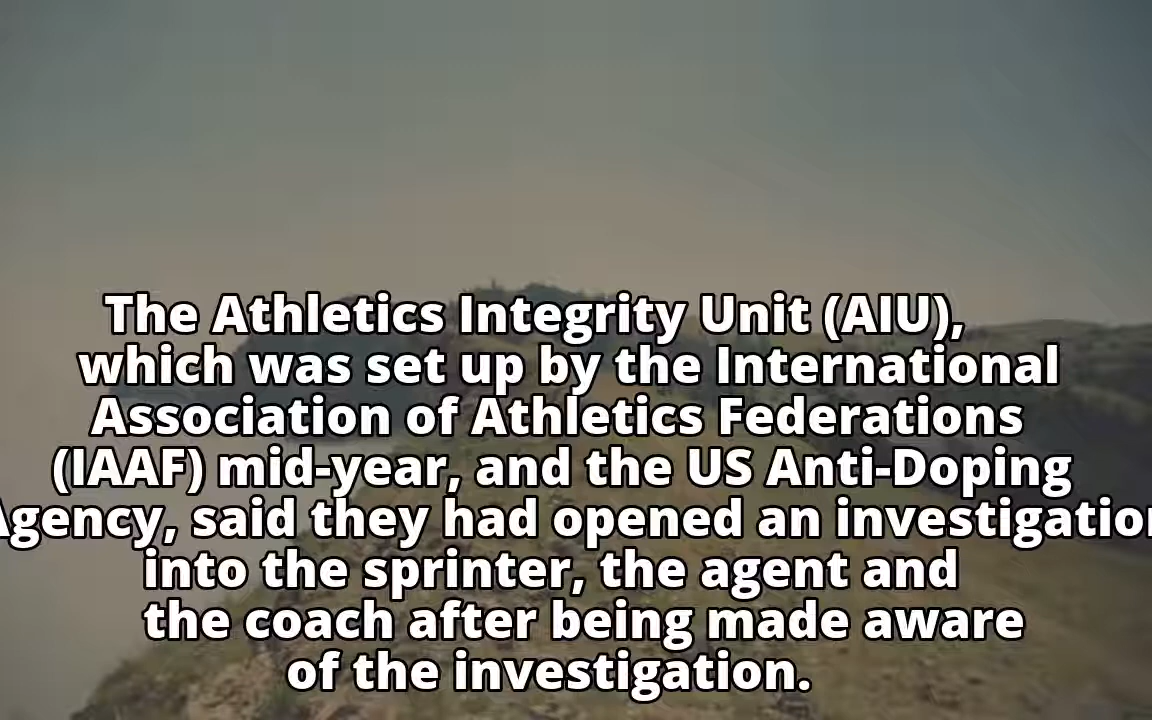 The Athletics Integrity Unit (AIU),
which was set up by the International
Association of Athletics Federations
(IAAF) mid-year, and the US Anti-Doping
Agency, said they had opened an investigation
into the sprinter, the agent and
the coach after being made aware
of the investigation.